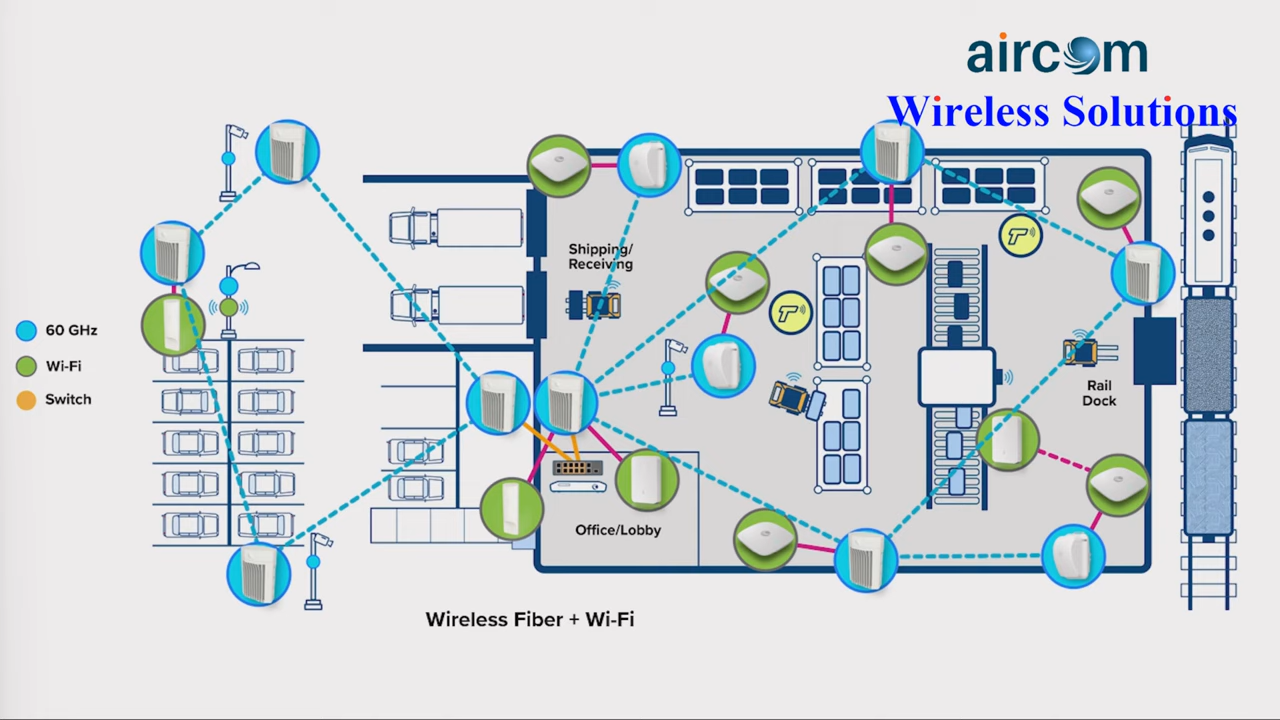 aircom
Wireless Solutions
Shipping/
Receiving
60 GHz
Wi-Fi
Switch
Rail
Dock
Office/Lobby
Wireless Fiber + Wi-Fi